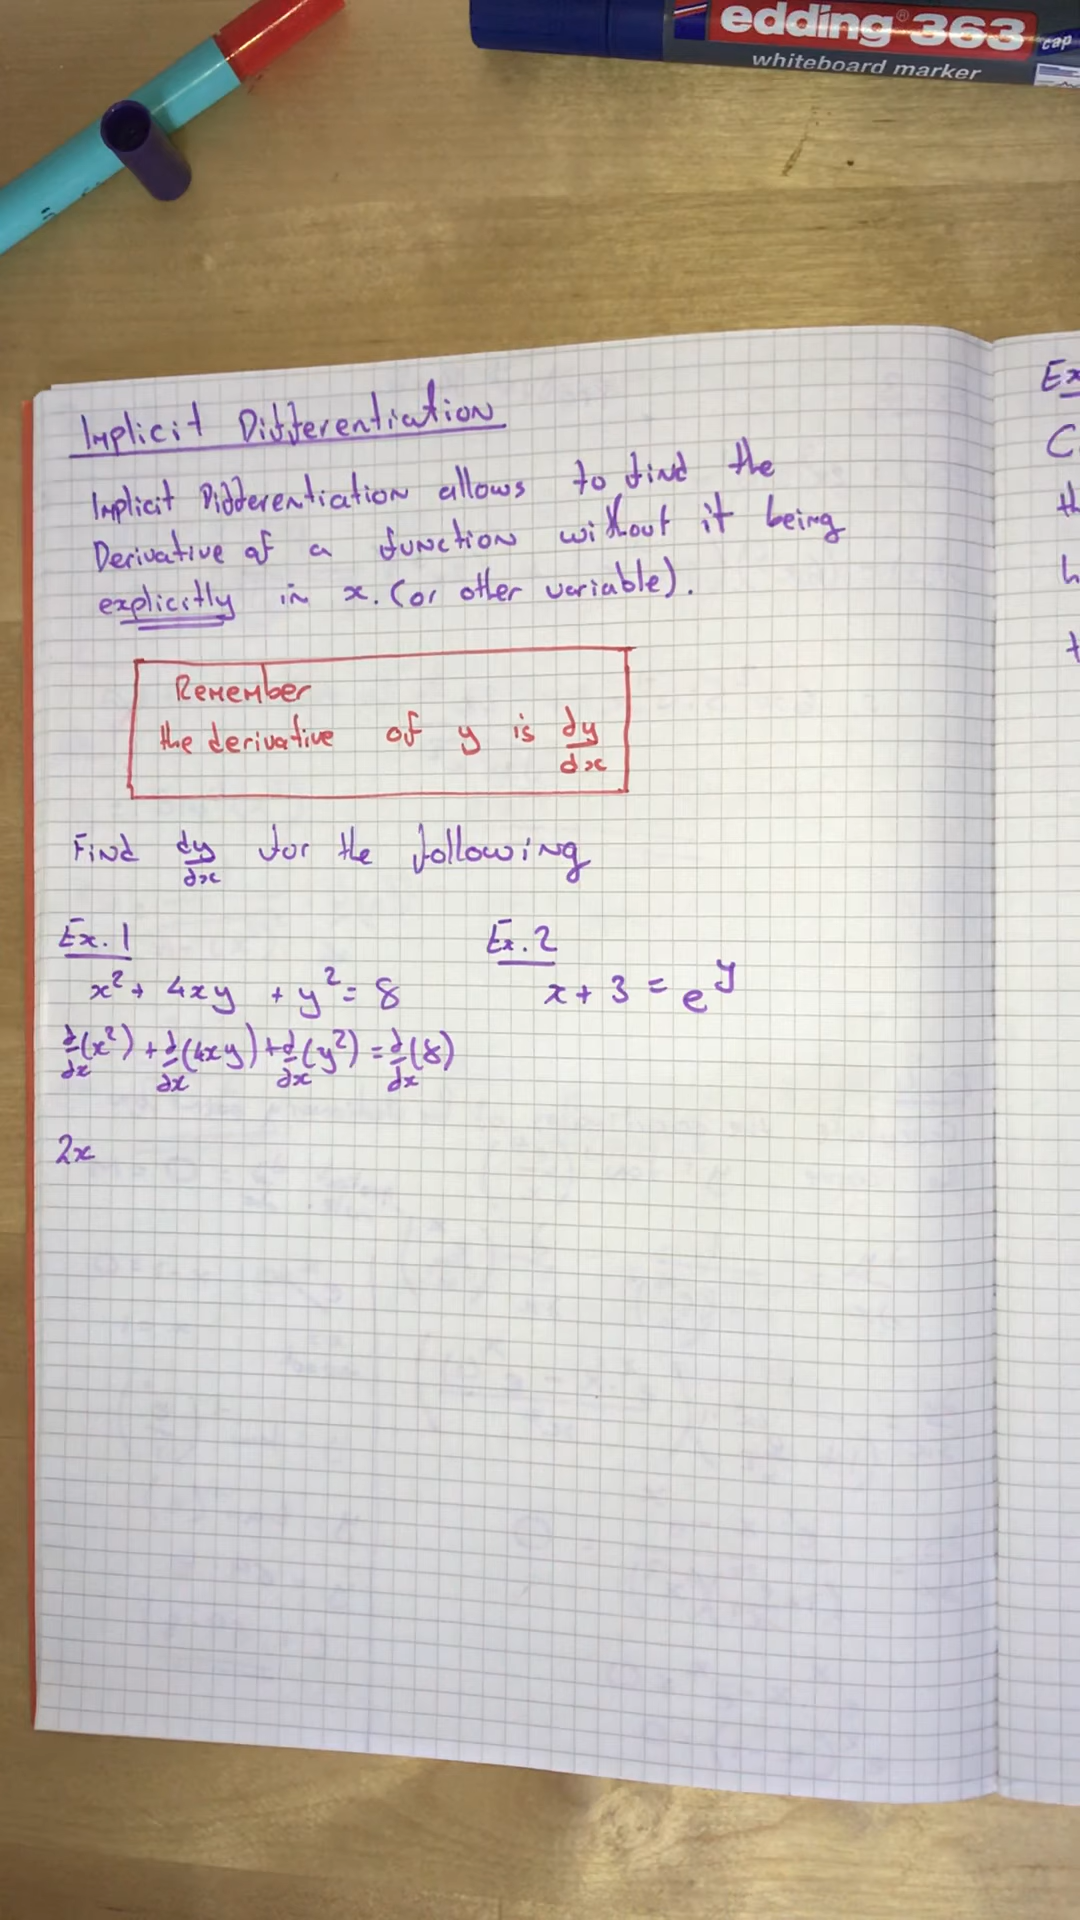 edding® 363
cap
whiteboard marker
Implicit Differentiation
Implicit Differentiation allows to find the
Derivative of a function without it being
explicitly in x. (or other variable).
Remember
the derivative of y is dy/dx
Find dy/dx for the following
Ex. 1
x² + 4xy + y² = 8
d/dx(x²) + d/dx(4xy) + d/dx(y²) = d/dx(8)
2x
Ex. 2
x + 3 = e^y